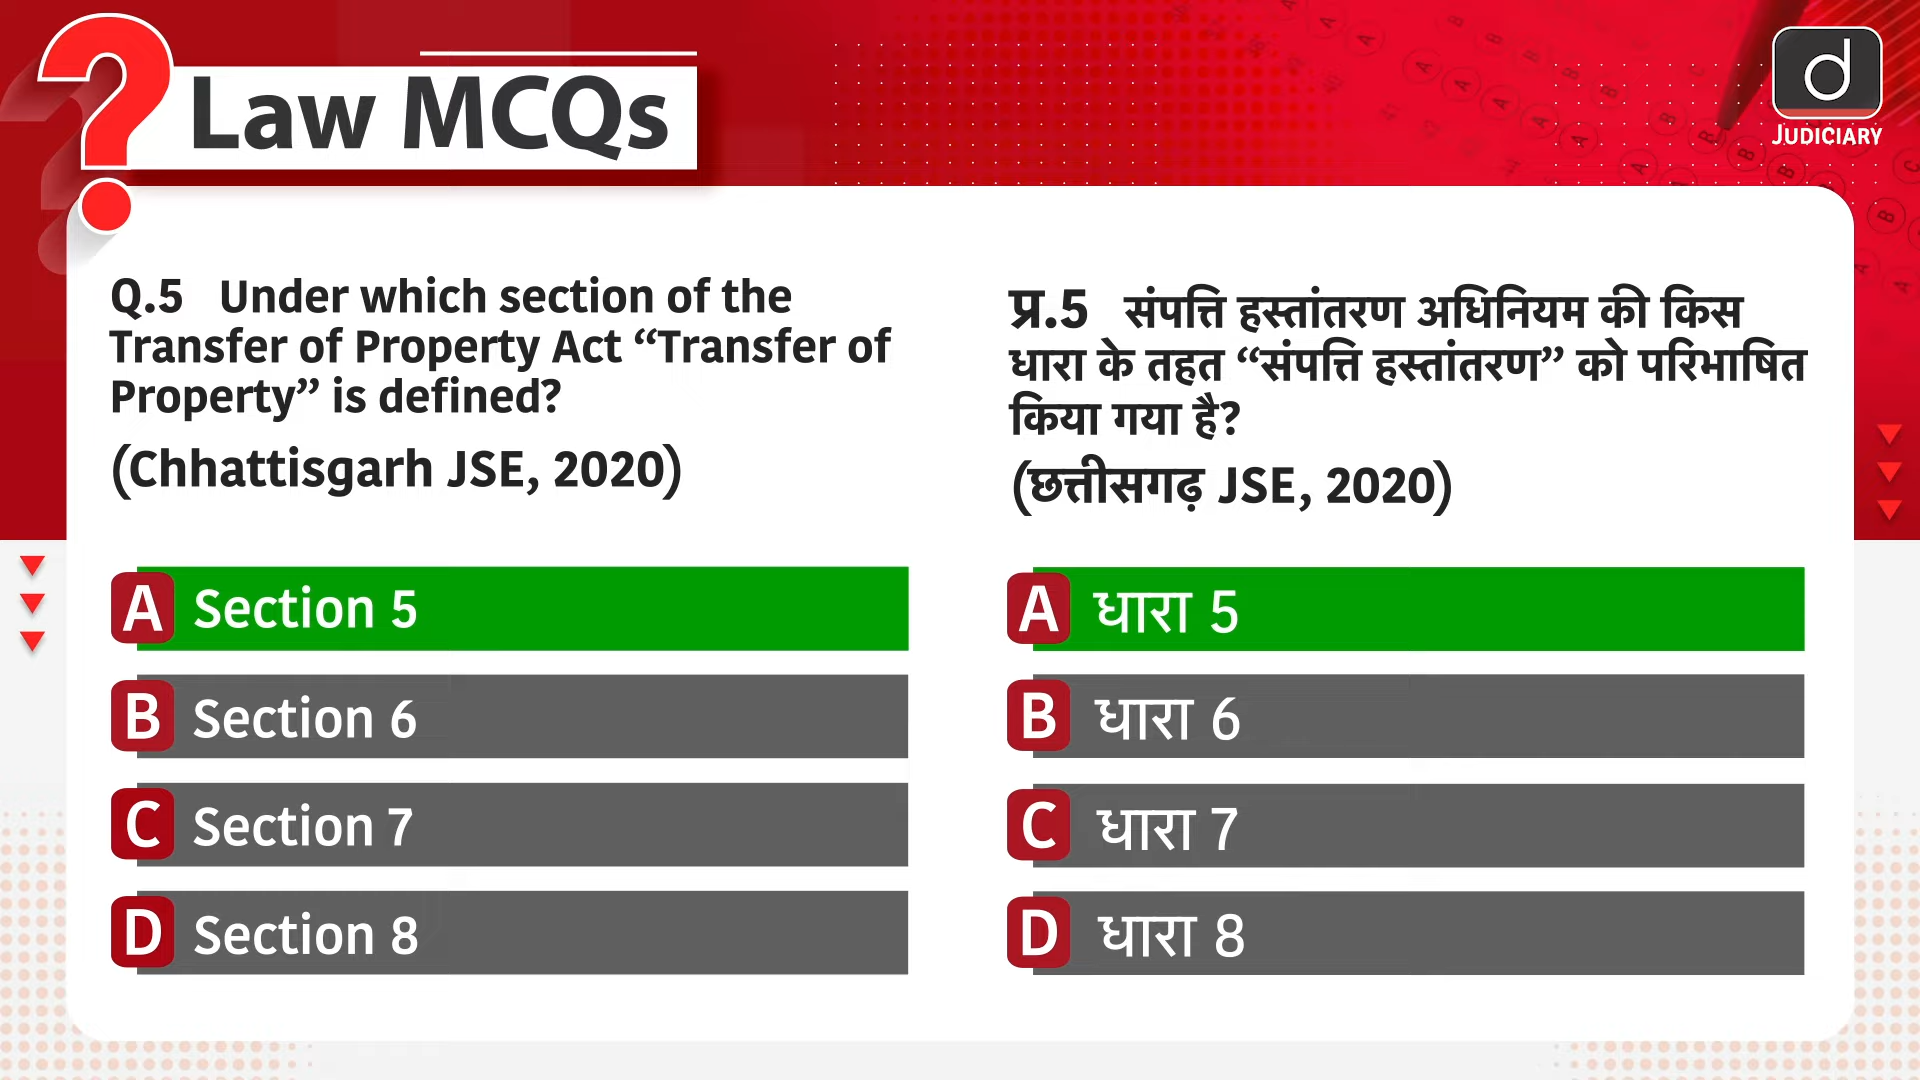 Law MCQs
d
JUDICIARY
Q.5 Under which section of the
Transfer of Property Act “Transfer of
Property” is defined?
(Chhattisgarh JSE, 2020)
A Section 5
B Section 6
C Section 7
D Section 8
प्र.5 संपत्ति हस्तांतरण अधिनियम की किस
धारा के तहत “संपत्ति हस्तांतरण” को परिभाषित
किया गया है?
(छत्तीसगढ़ JSE, 2020)
A धारा 5
B धारा 6
C धारा 7
D धारा 8